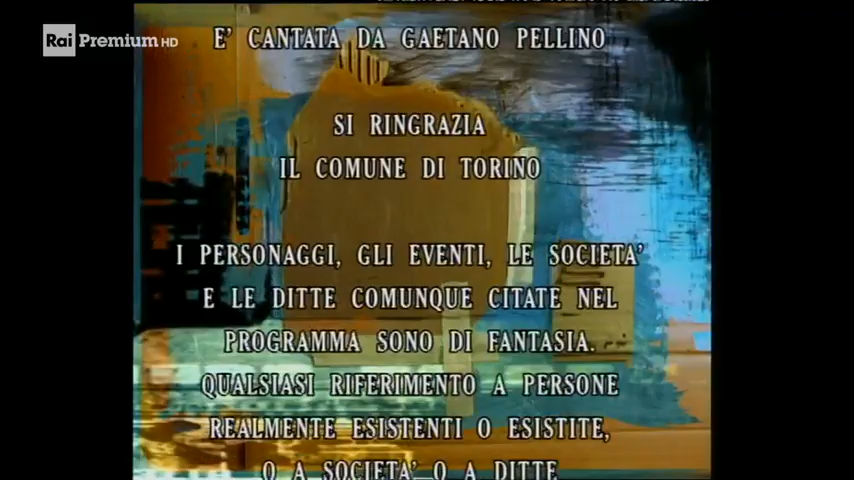 Rai Premium HD
E' CANTATA DA GAETANO PELLINO
SI RINGRAZIA
IL COMUNE DI TORINO
I PERSONAGGI, GLI EVENTI, LE SOCIETA'
E LE DITTE COMUNQUE CITATE NEL
PROGRAMMA SONO DI FANTASIA.
QUALSIASI RIFERIMENTO A PERSONE
REALMENTE ESISTENTI O ESISTITE,
O A SOCIETA' O A DITTE